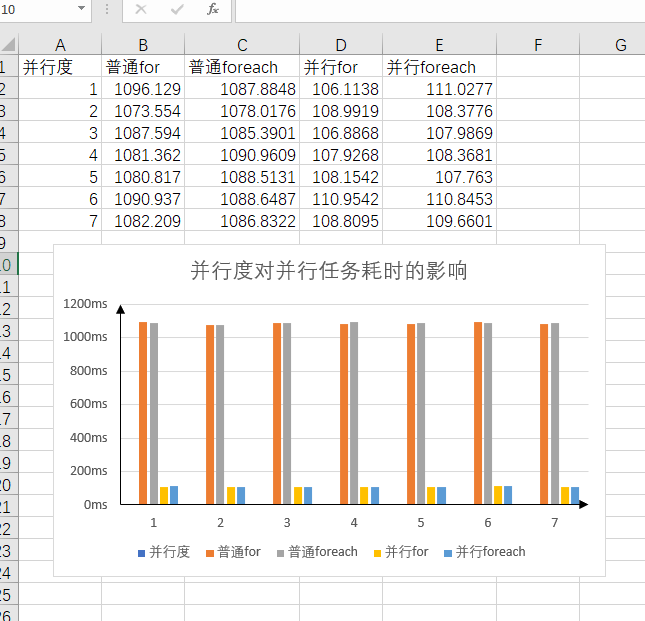 10 fx
A B C D E F G
1 并行度 普通for 普通foreach 并行for 并行foreach
2 1 1096.129 1087.8848 106.1138 111.0277
3 2 1073.554 1078.0176 108.9919 108.3776
4 3 1087.594 1085.3901 106.8868 107.9869
5 4 1081.362 1090.9609 107.9268 108.3681
6 5 1080.817 1088.5131 108.1542 107.763
7 6 1090.937 1088.6487 110.9542 110.8453
8 7 1082.209 1086.8322 108.8095 109.6601
9
10
11
12
13
14
15
16
17
18
19
20
21
22
23
24
25
26
并行度对并行任务耗时的影响
1200ms
1000ms
800ms
600ms
400ms
200ms
0ms
1 2 3 4 5 6 7
并行度 普通for 普通foreach 并行for 并行foreach